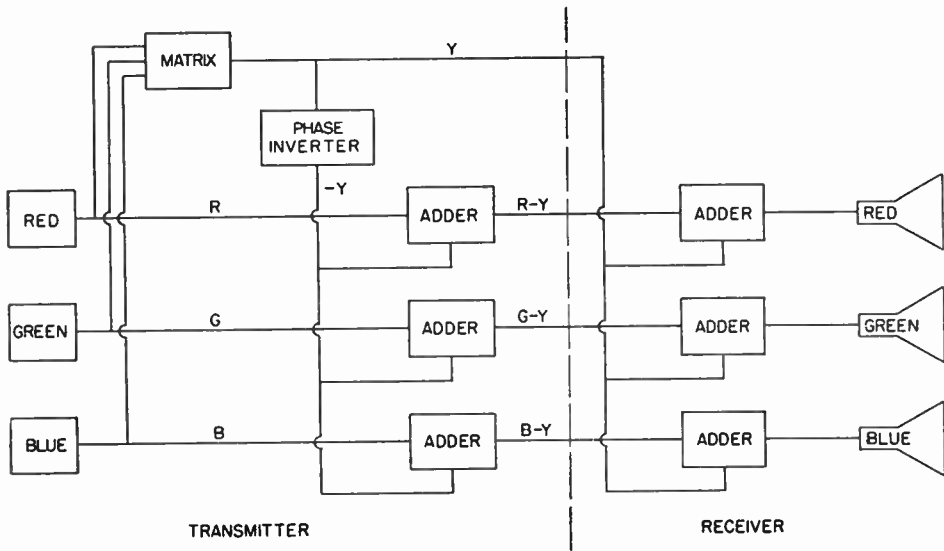 MATRIX
Y
PHASE
INVERTER
-Y
RED
R
ADDER
R-Y
ADDER
RED
GREEN
G
ADDER
G-Y
ADDER
GREEN
BLUE
B
ADDER
B-Y
ADDER
BLUE
TRANSMITTER
RECEIVER